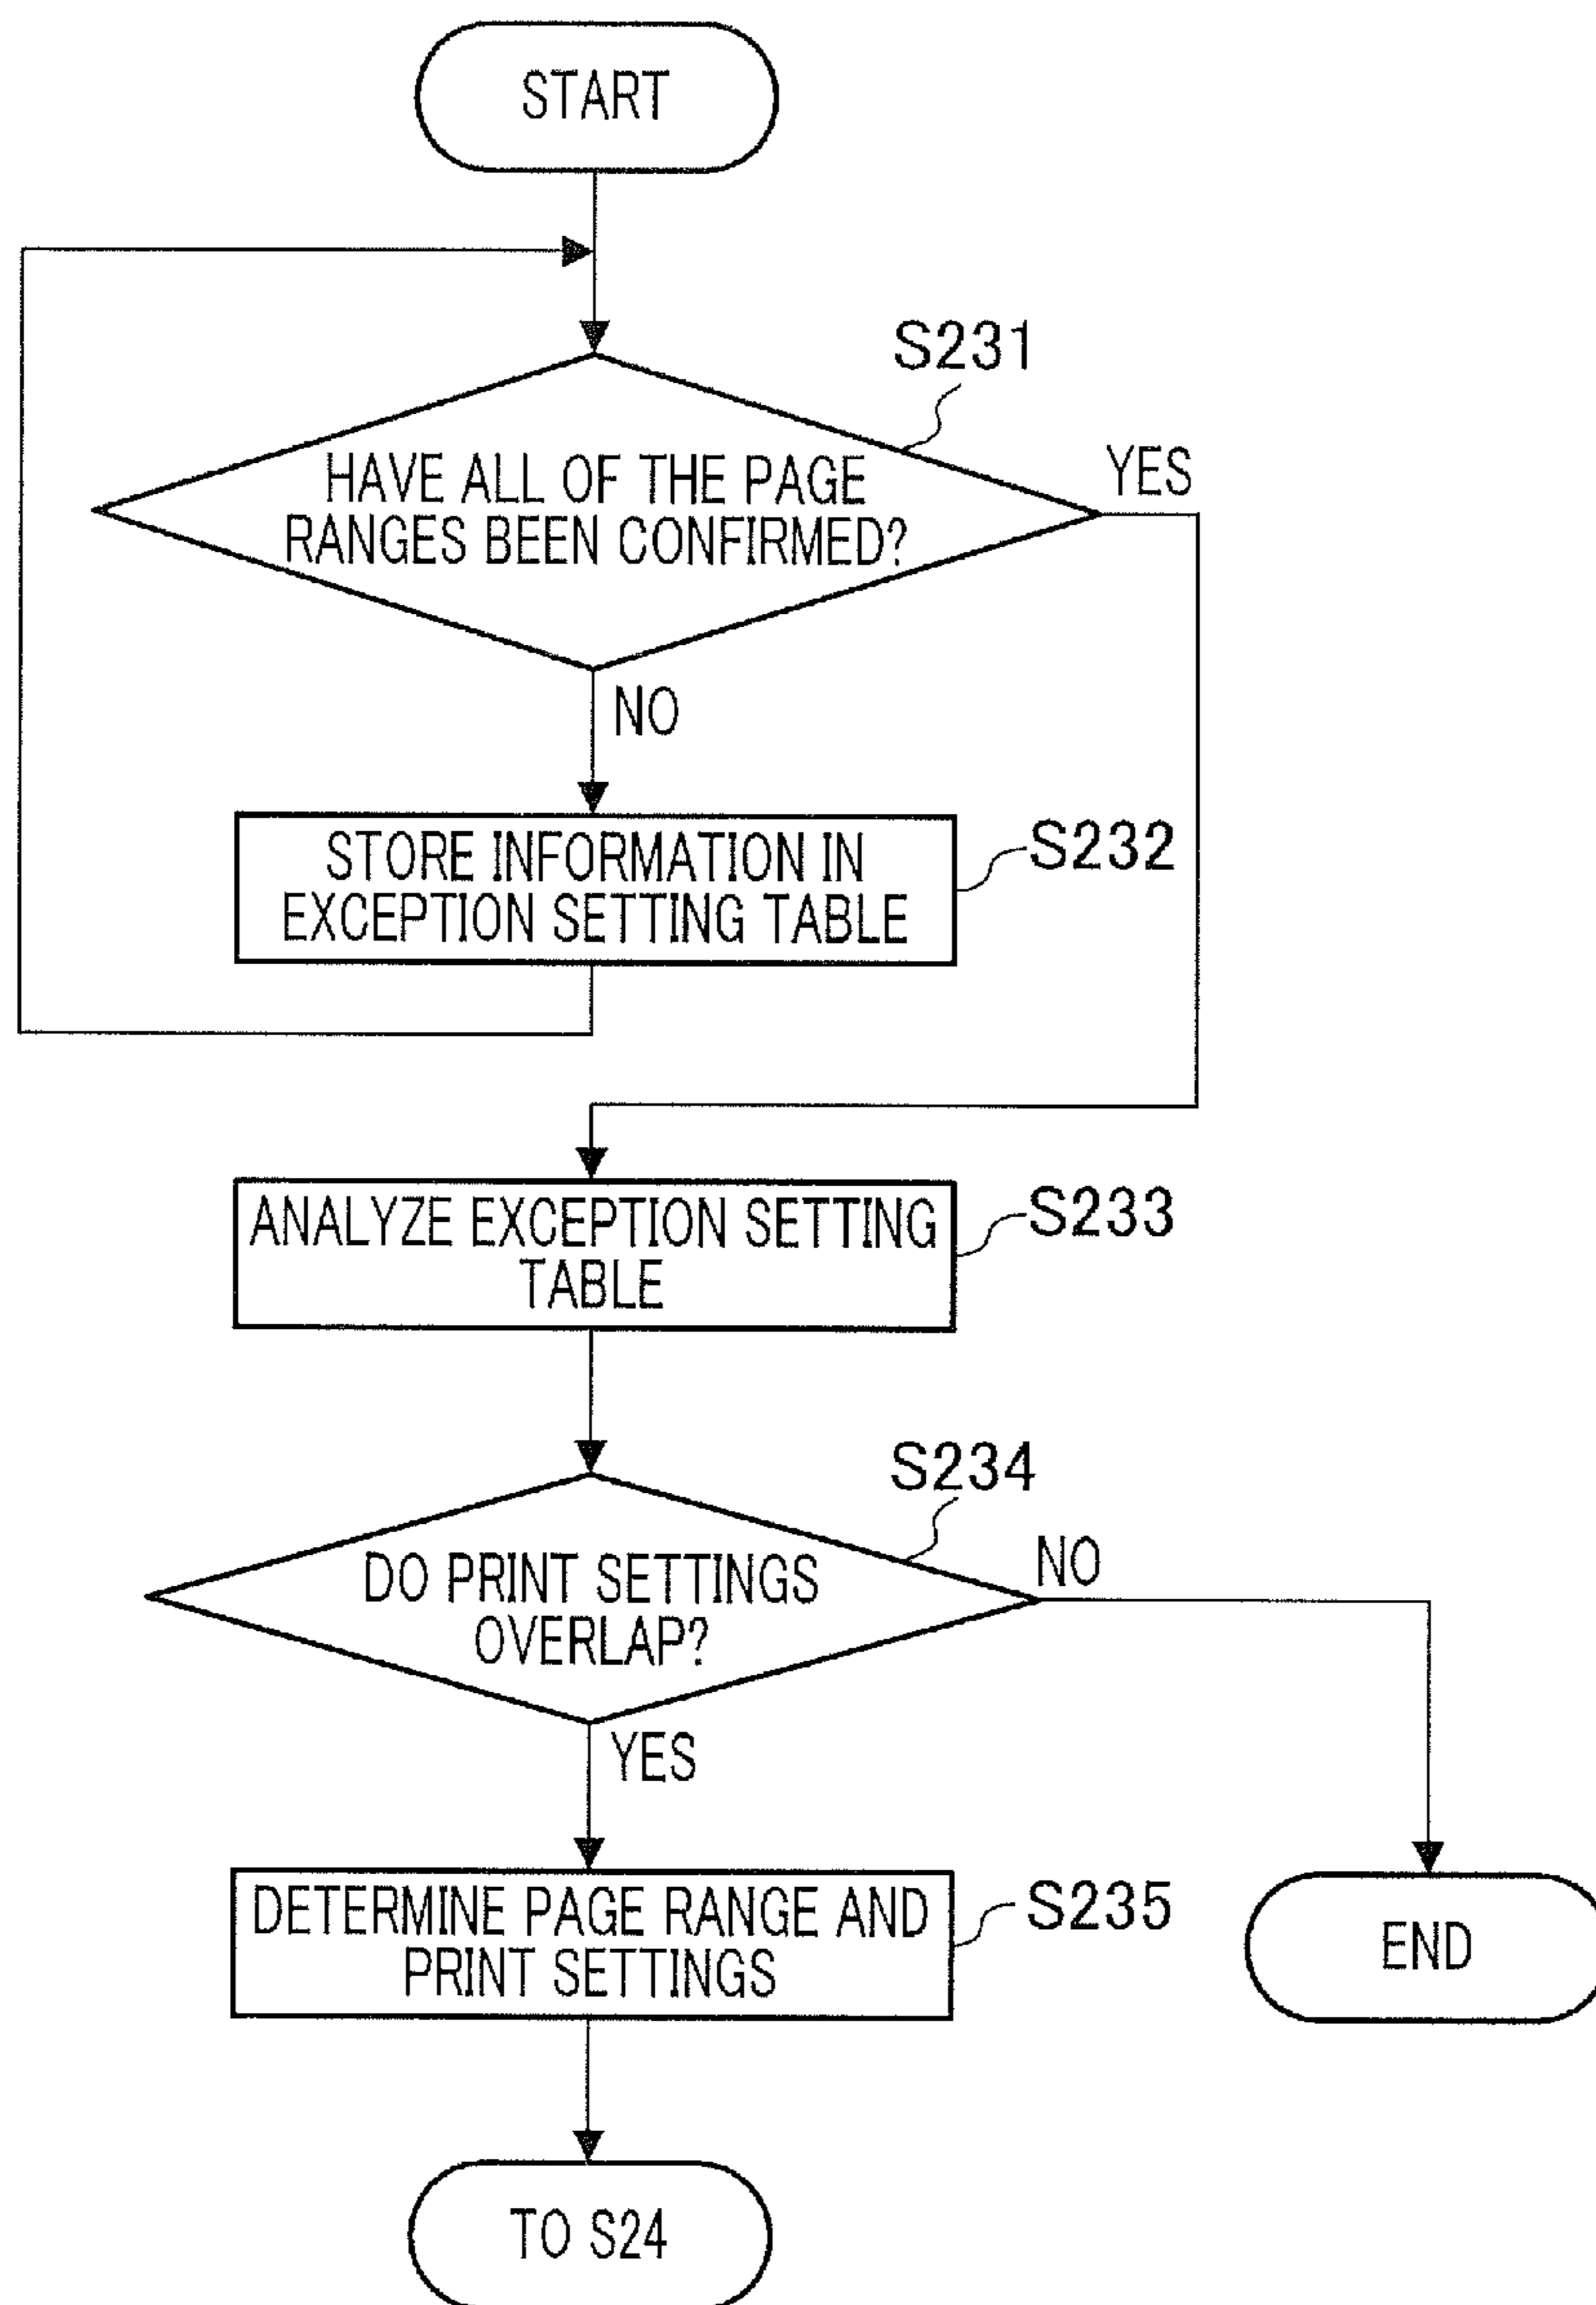 START
S231
HAVE ALL OF THE PAGE
RANGES BEEN CONFIRMED?
YES
NO
STORE INFORMATION IN
EXCEPTION SETTING TABLE
S232
ANALYZE EXCEPTION SETTING
TABLE
S233
S234
DO PRINT SETTINGS
OVERLAP?
NO
YES
DETERMINE PAGE RANGE AND
PRINT SETTINGS
S235
END
TO S24